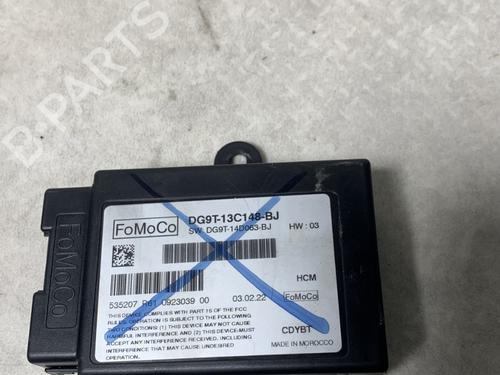 B-PARTS
FoMoCo
FoMoCo
DG9T-13C148-BJ
SW: DG9T-14D063-BJ
HW : 03
HCM
535207 R61 0923039 00
03.02.22
FoMoCo
THIS DEVICE COMPLIES WITH PART 15 OF THE FCC
RULES. OPERATION IS SUBJECT TO THE FOLLOWING
CONDITIONS: (1) THIS DEVICE MAY NOT CAUSE
HARMFUL INTERFERENCE AND (2) THIS DEVICE MUST
ACCEPT ANY INTERFERENCE RECEIVED, INCLUDING
INTERFERENCE THAT MAY CAUSE UNDESIRED
OPERATION.
CDYBT
MADE IN MOROCCO